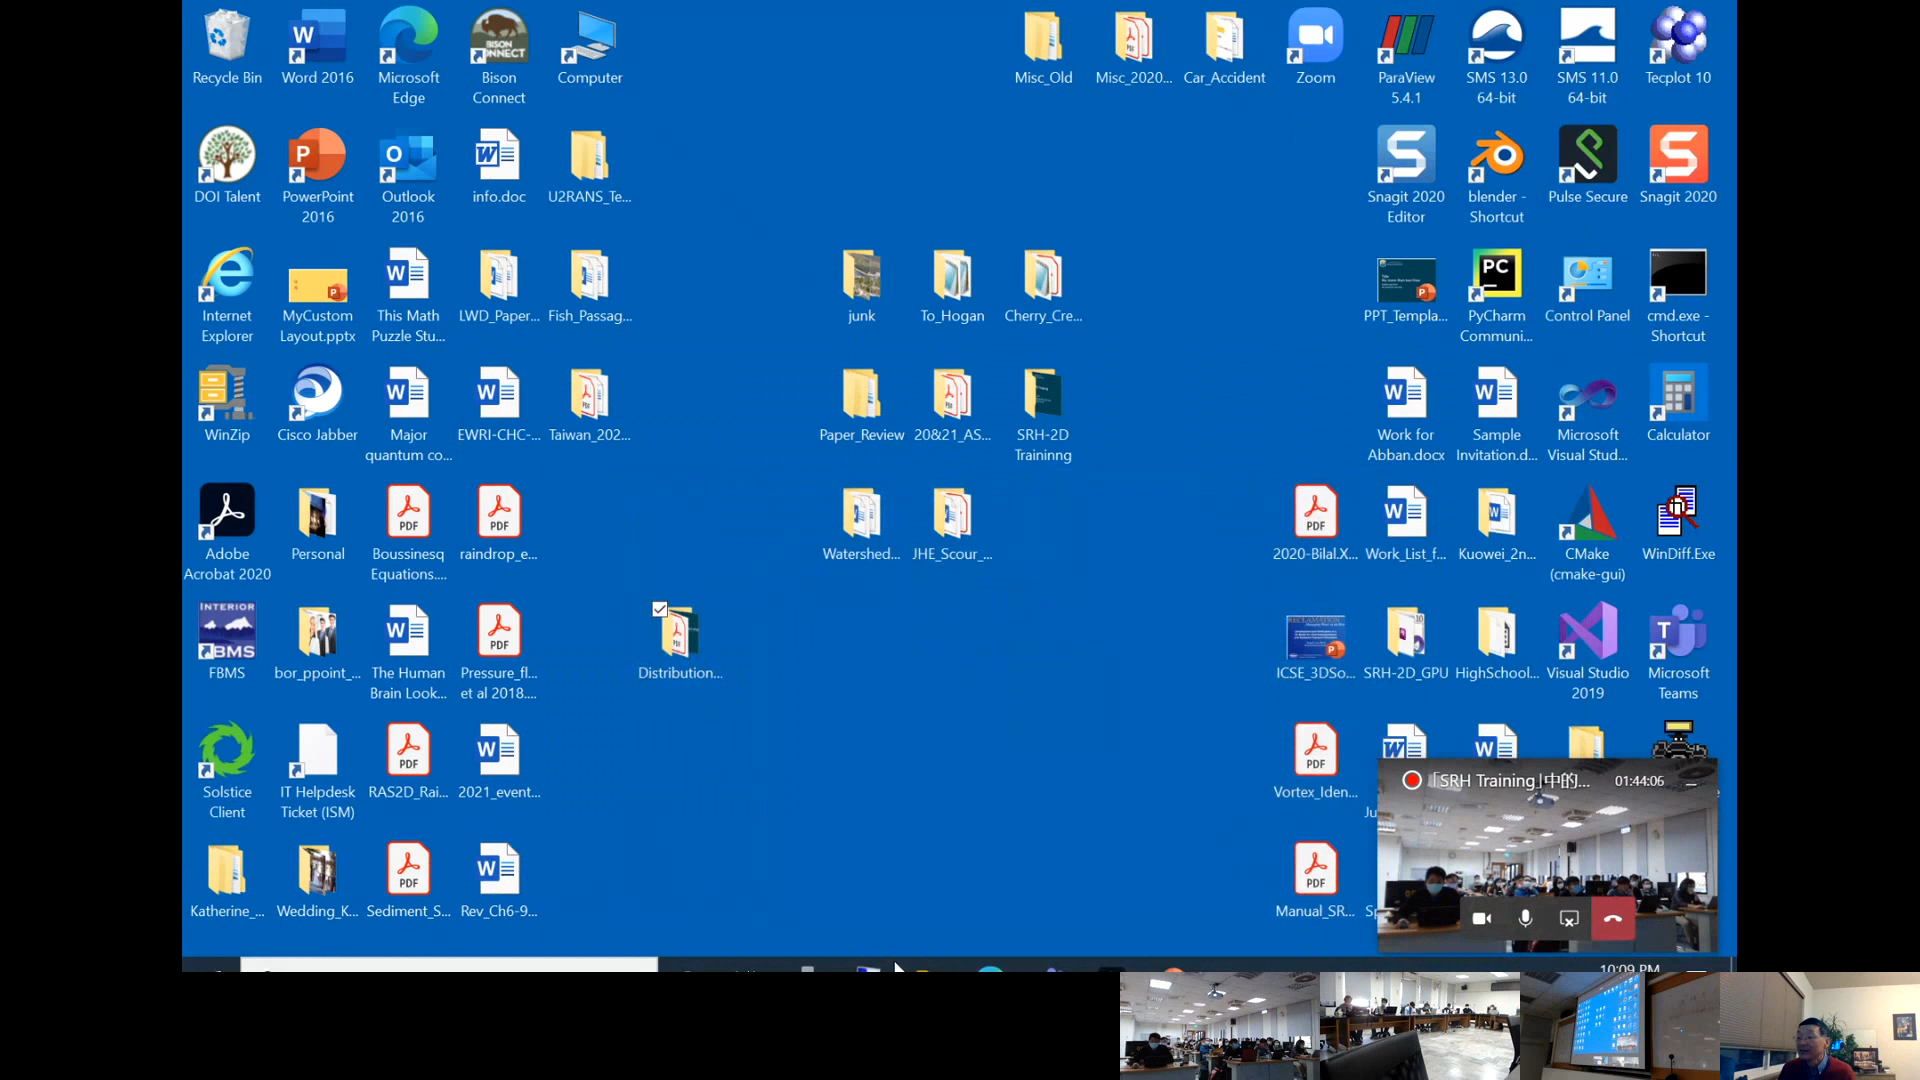 Recycle Bin
Word 2016
Microsoft Edge
Bison Connect
Computer
Misc_Old
Misc_2020...
Car_Accident
Zoom
ParaView 5.4.1
SMS 13.0 64-bit
SMS 11.0 64-bit
Tecplot 10
DOI Talent
PowerPoint 2016
Outlook 2016
info.doc
U2RANS_Te...
Snagit 2020 Editor
blender - Shortcut
Pulse Secure
Snagit 2020
Internet Explorer
MyCustom Layout.pptx
This Math Puzzle Stu...
LWD_Paper...
Fish_Passag...
junk
To_Hogan
Cherry_Cre...
PPT_Templa...
PyCharm Communi...
Control Panel
cmd.exe - Shortcut
WinZip
Cisco Jabber
Major quantum co...
EWRI-CHC-...
Taiwan_202...
Paper_Review
20&21_AS...
SRH-2D Traininng
Work for Abban.docx
Sample Invitation.d...
Microsoft Visual Stud...
Calculator
Adobe Acrobat 2020
Personal
Boussinesq Equations....
raindrop_e...
Watershed...
JHE_Scour_...
2020-Bilal.X...
Work_List_f...
Kuowei_2n...
CMake (cmake-gui)
WinDiff.Exe
INTERIOR
FBMS
FBMS
bor_ppoint_...
The Human Brain Look...
Pressure_fl... et al 2018....
Distribution...
RECLAMATION
ICSE_3DSo...
SRH-2D_GPU
HighSchool...
Visual Studio 2019
Microsoft Teams
Solstice Client
IT Helpdesk Ticket (ISM)
RAS2D_Rai...
2021_event...
Vortex_Iden...
「SRH Training」中的...
01:44:06
Katherine_...
Wedding_K...
Sediment_S...
Rev_Ch6-9...
Manual_SR...
10:09 PM